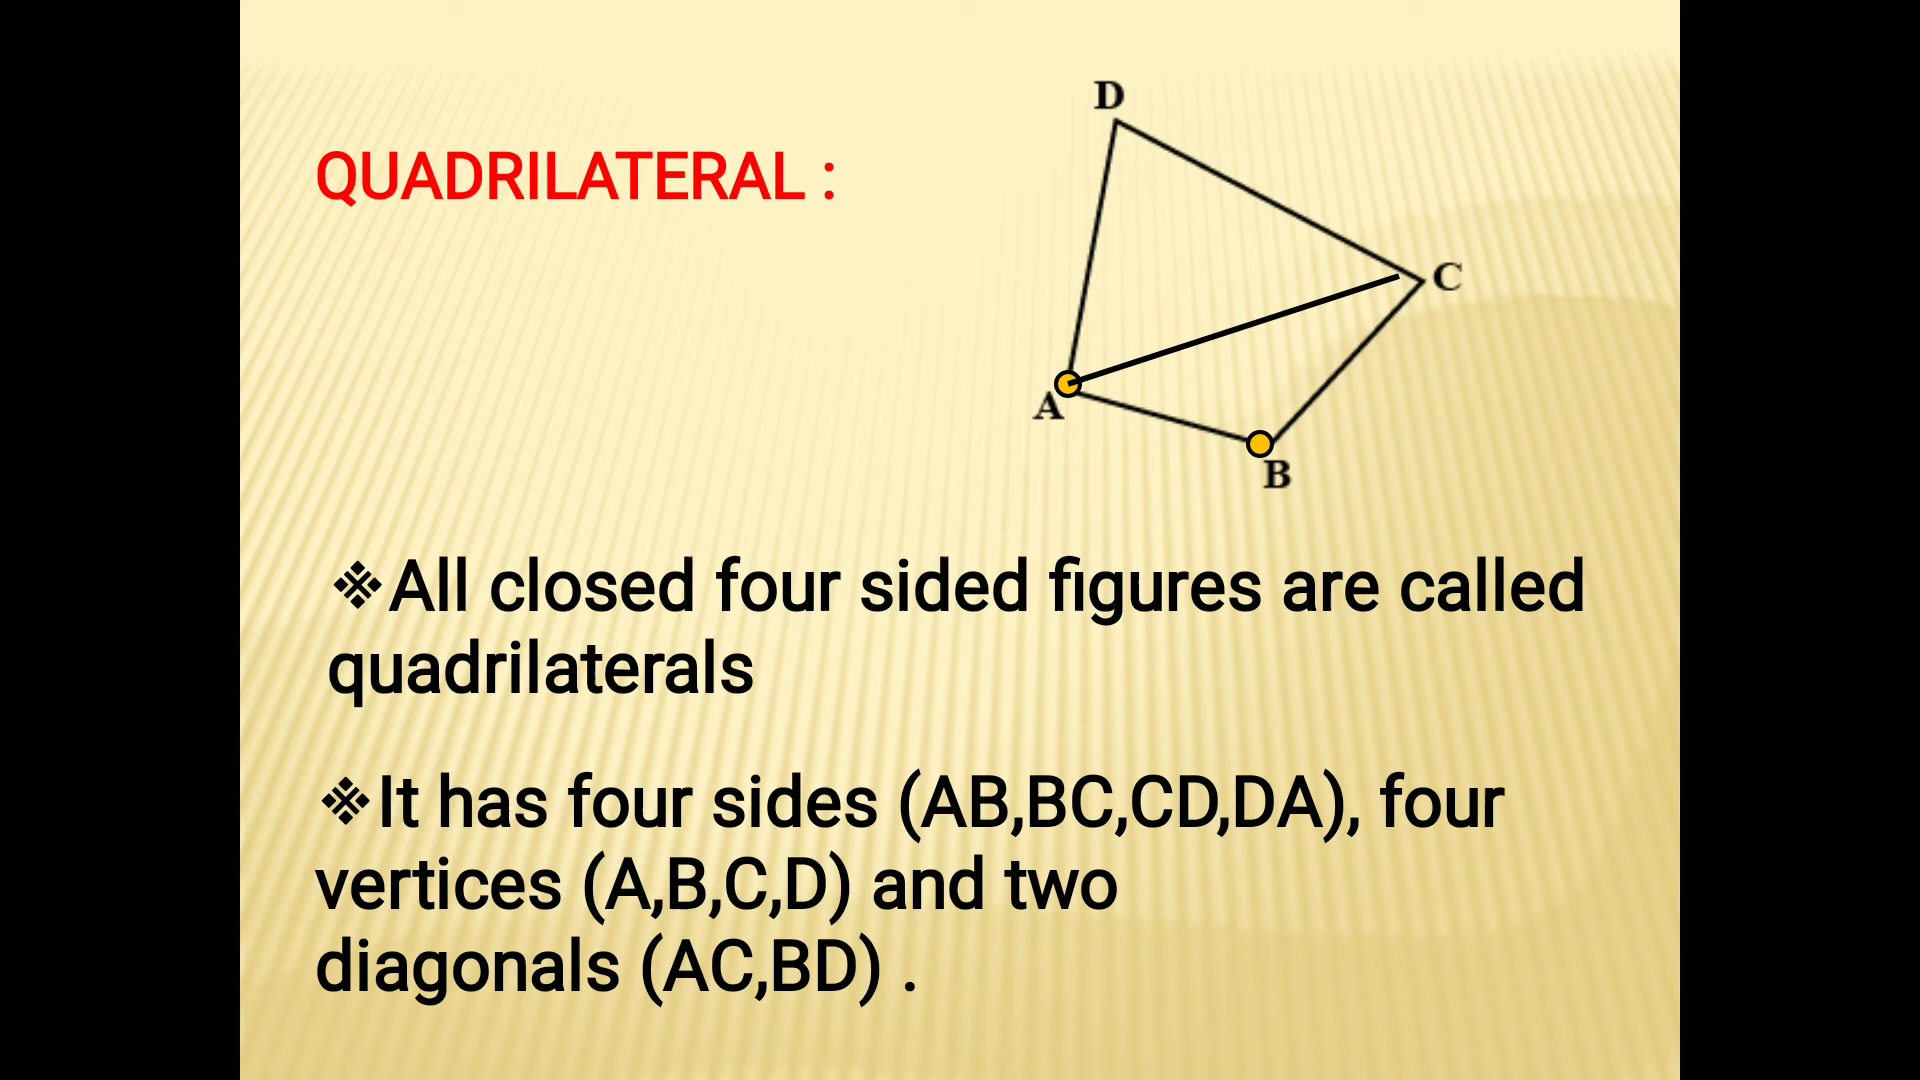 D
QUADRILATERAL :
C
A
B
❖All closed four sided figures are called
quadrilaterals
❖It has four sides (AB,BC,CD,DA), four
vertices (A,B,C,D) and two
diagonals (AC,BD) .